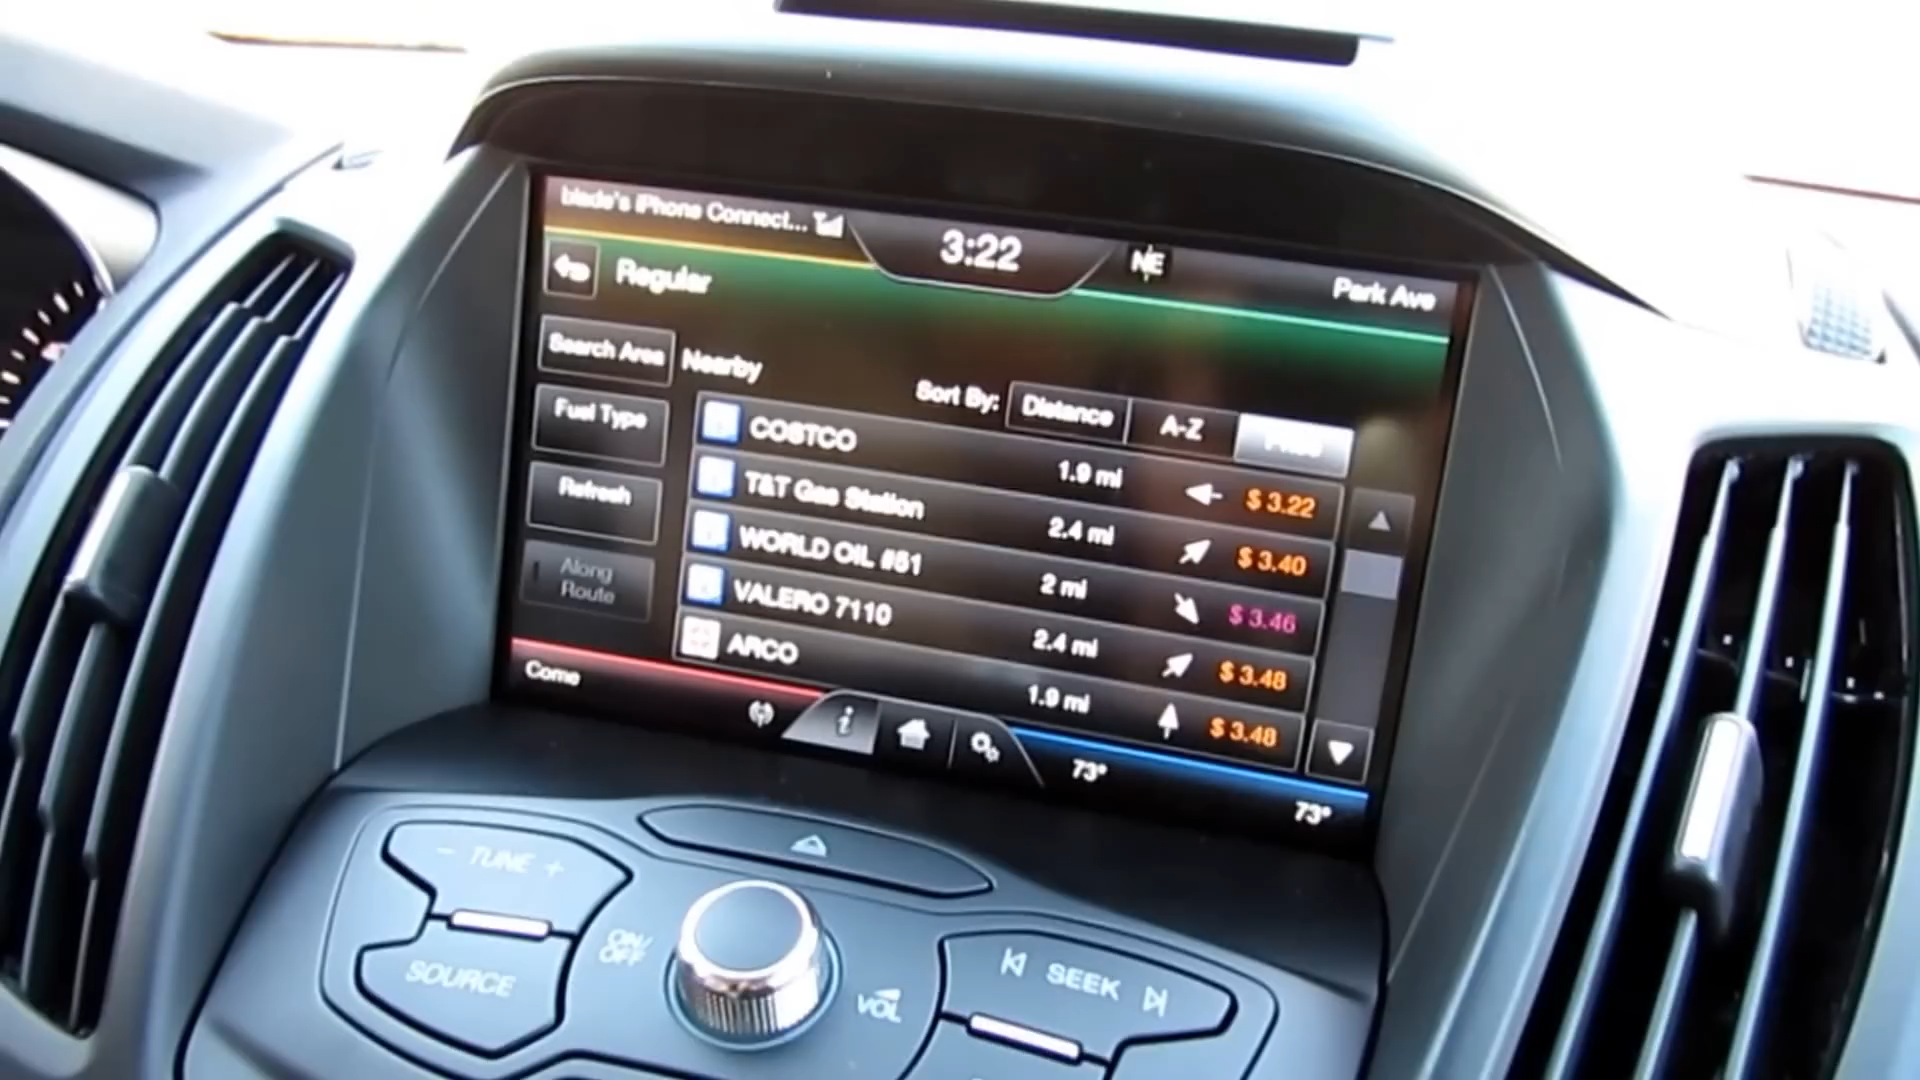 blade's iPhone Connect...
3:22
NE
Park Ave
Regular
Search Area
Nearby
Sort By: Distance A-Z
Fuel Type
Refresh
Along
Route
COSTCO 1.9 mi $ 3.22
T&T Gas Station 2.4 mi $ 3.40
WORLD OIL #51 2 mi $ 3.46
VALERO 7110 2.4 mi $ 3.48
ARCO 1.9 mi $ 3.48
Come
i
73°
73°
- TUNE +
SOURCE
ON/
OFF
VOL
SEEK